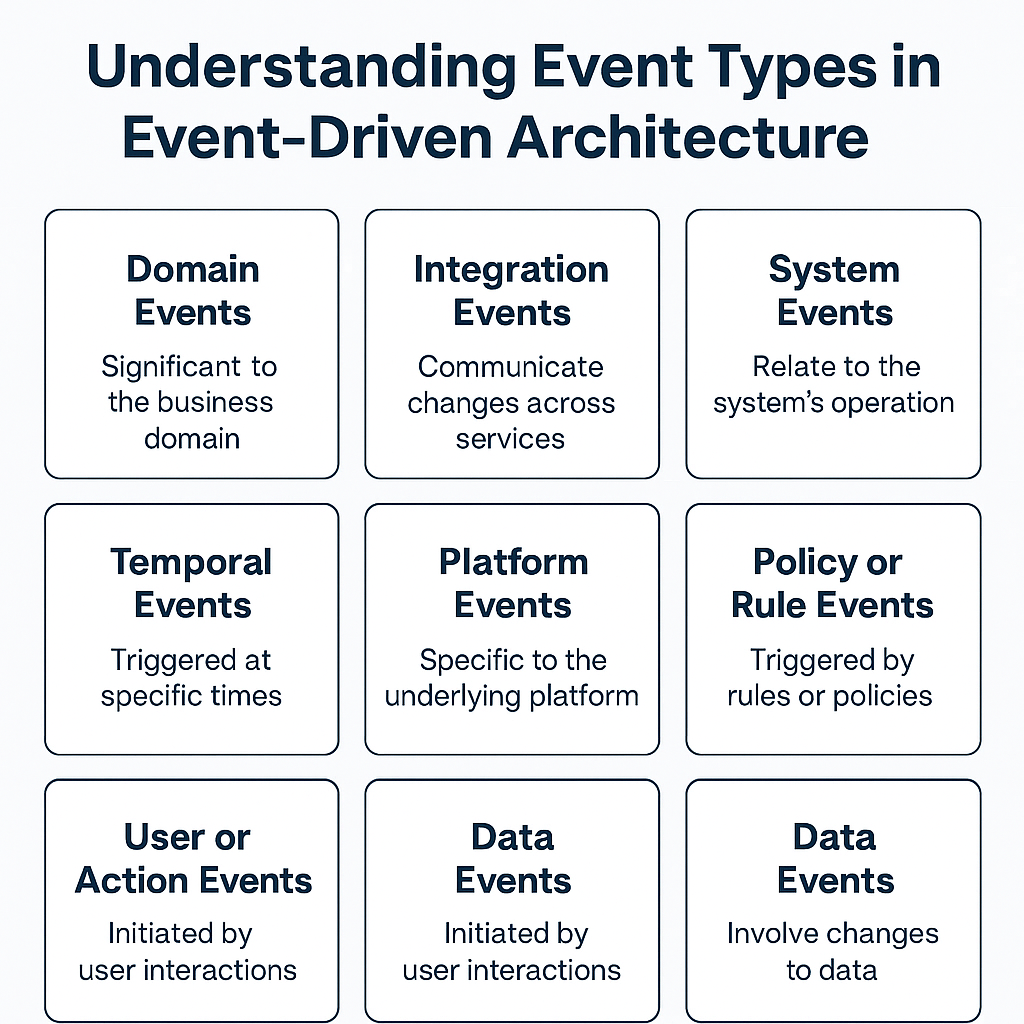 Understanding Event Types in
Event-Driven Architecture
Domain
Events
Significant to
the business
domain
Integration
Events
Communicate
changes across
services
System
Events
Relate to the
system's operation
Temporal
Events
Triggered at
specific times
Platform
Events
Specific to the
underlying platform
Policy or
Rule Events
Triggered by
rules or policies
User or
Action Events
Initiated by
user interactions
Data
Events
Initiated by
user interactions
Data
Events
Involve changes
to data